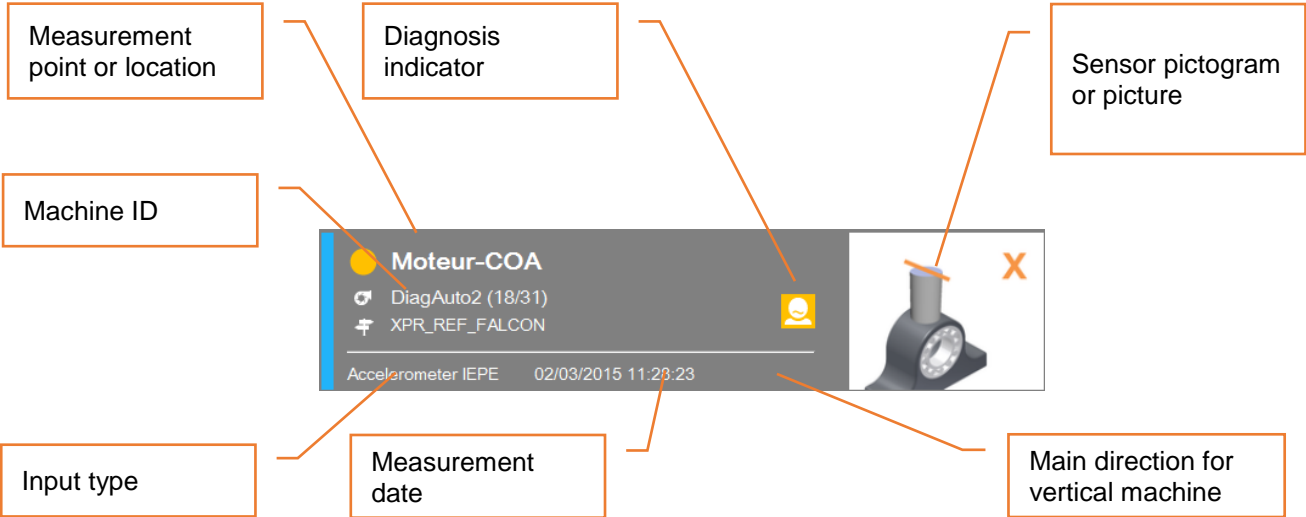 Measurement
point or location
Diagnosis
indicator
Sensor pictogram
or picture
Machine ID
Moteur-COA
X
DiagAuto2 (18/31)
XPR_REF_FALCON
Accelerometer IEPE 02/03/2015 11:28:23
Input type
Measurement
date
Main direction for
vertical machine